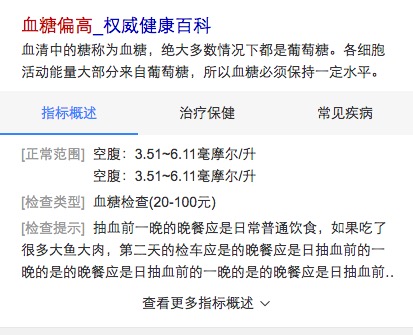 血糖偏高_权威健康百科
血清中的糖称为血糖，绝大多数情况下都是葡萄糖。各细胞
活动能量大部分来自葡萄糖，所以血糖必须保持一定水平。
指标概述 治疗保健 常见疾病
[正常范围] 空腹：3.51~6.11毫摩尔/升
空腹：3.51~6.11毫摩尔/升
[检查类型] 血糖检查(20-100元)
[检查提示] 抽血前一晚的晚餐应是日常普通饮食，如果吃了
很多大鱼大肉，第二天的检车应是的晚餐应是日抽血前的一
晚的是的晚餐应是日抽血前的一晚的是的晚餐应是日抽血前..
查看更多指标概述